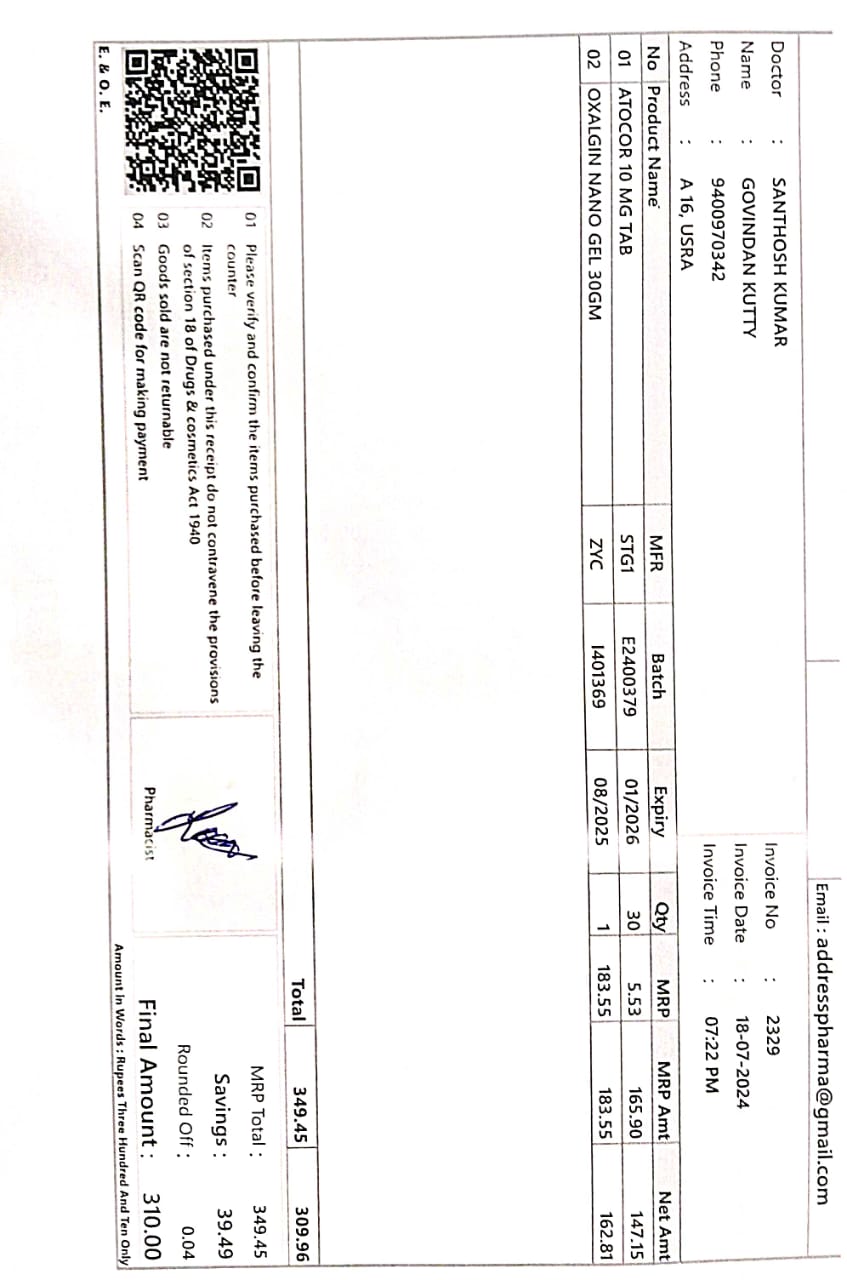 Email : addresspharma@gmail.com
Doctor : SANTHOSH KUMAR
Name : GOVINDAN KUTTY
Phone : 9400970342
Address : A 16, USRA
Invoice No : 2329
Invoice Date : 18-07-2024
Invoice Time : 07:22 PM
No Product Name MFR Batch Expiry Qty MRP MRP Amt Net Amt
01 ATOCOR 10 MG TAB STG1 E2400379 01/2026 30 5.53 165.90 147.15
02 OXALGIN NANO GEL 30GM ZYC I401369 08/2025 1 183.55 183.55 162.81
Total 349.45 309.96
01 Please verify and confirm the items purchased before leaving the
counter
02 Items purchased under this receipt do not contravene the provisions
of section 18 of Drugs & cosmetics Act 1940
03 Goods sold are not returnable
04 Scan QR code for making payment
Pharmacist
MRP Total : 349.45
Savings : 39.49
Rounded Off : 0.04
Final Amount : 310.00
Amount in Words : Rupees Three Hundred And Ten Only
E. & O. E.